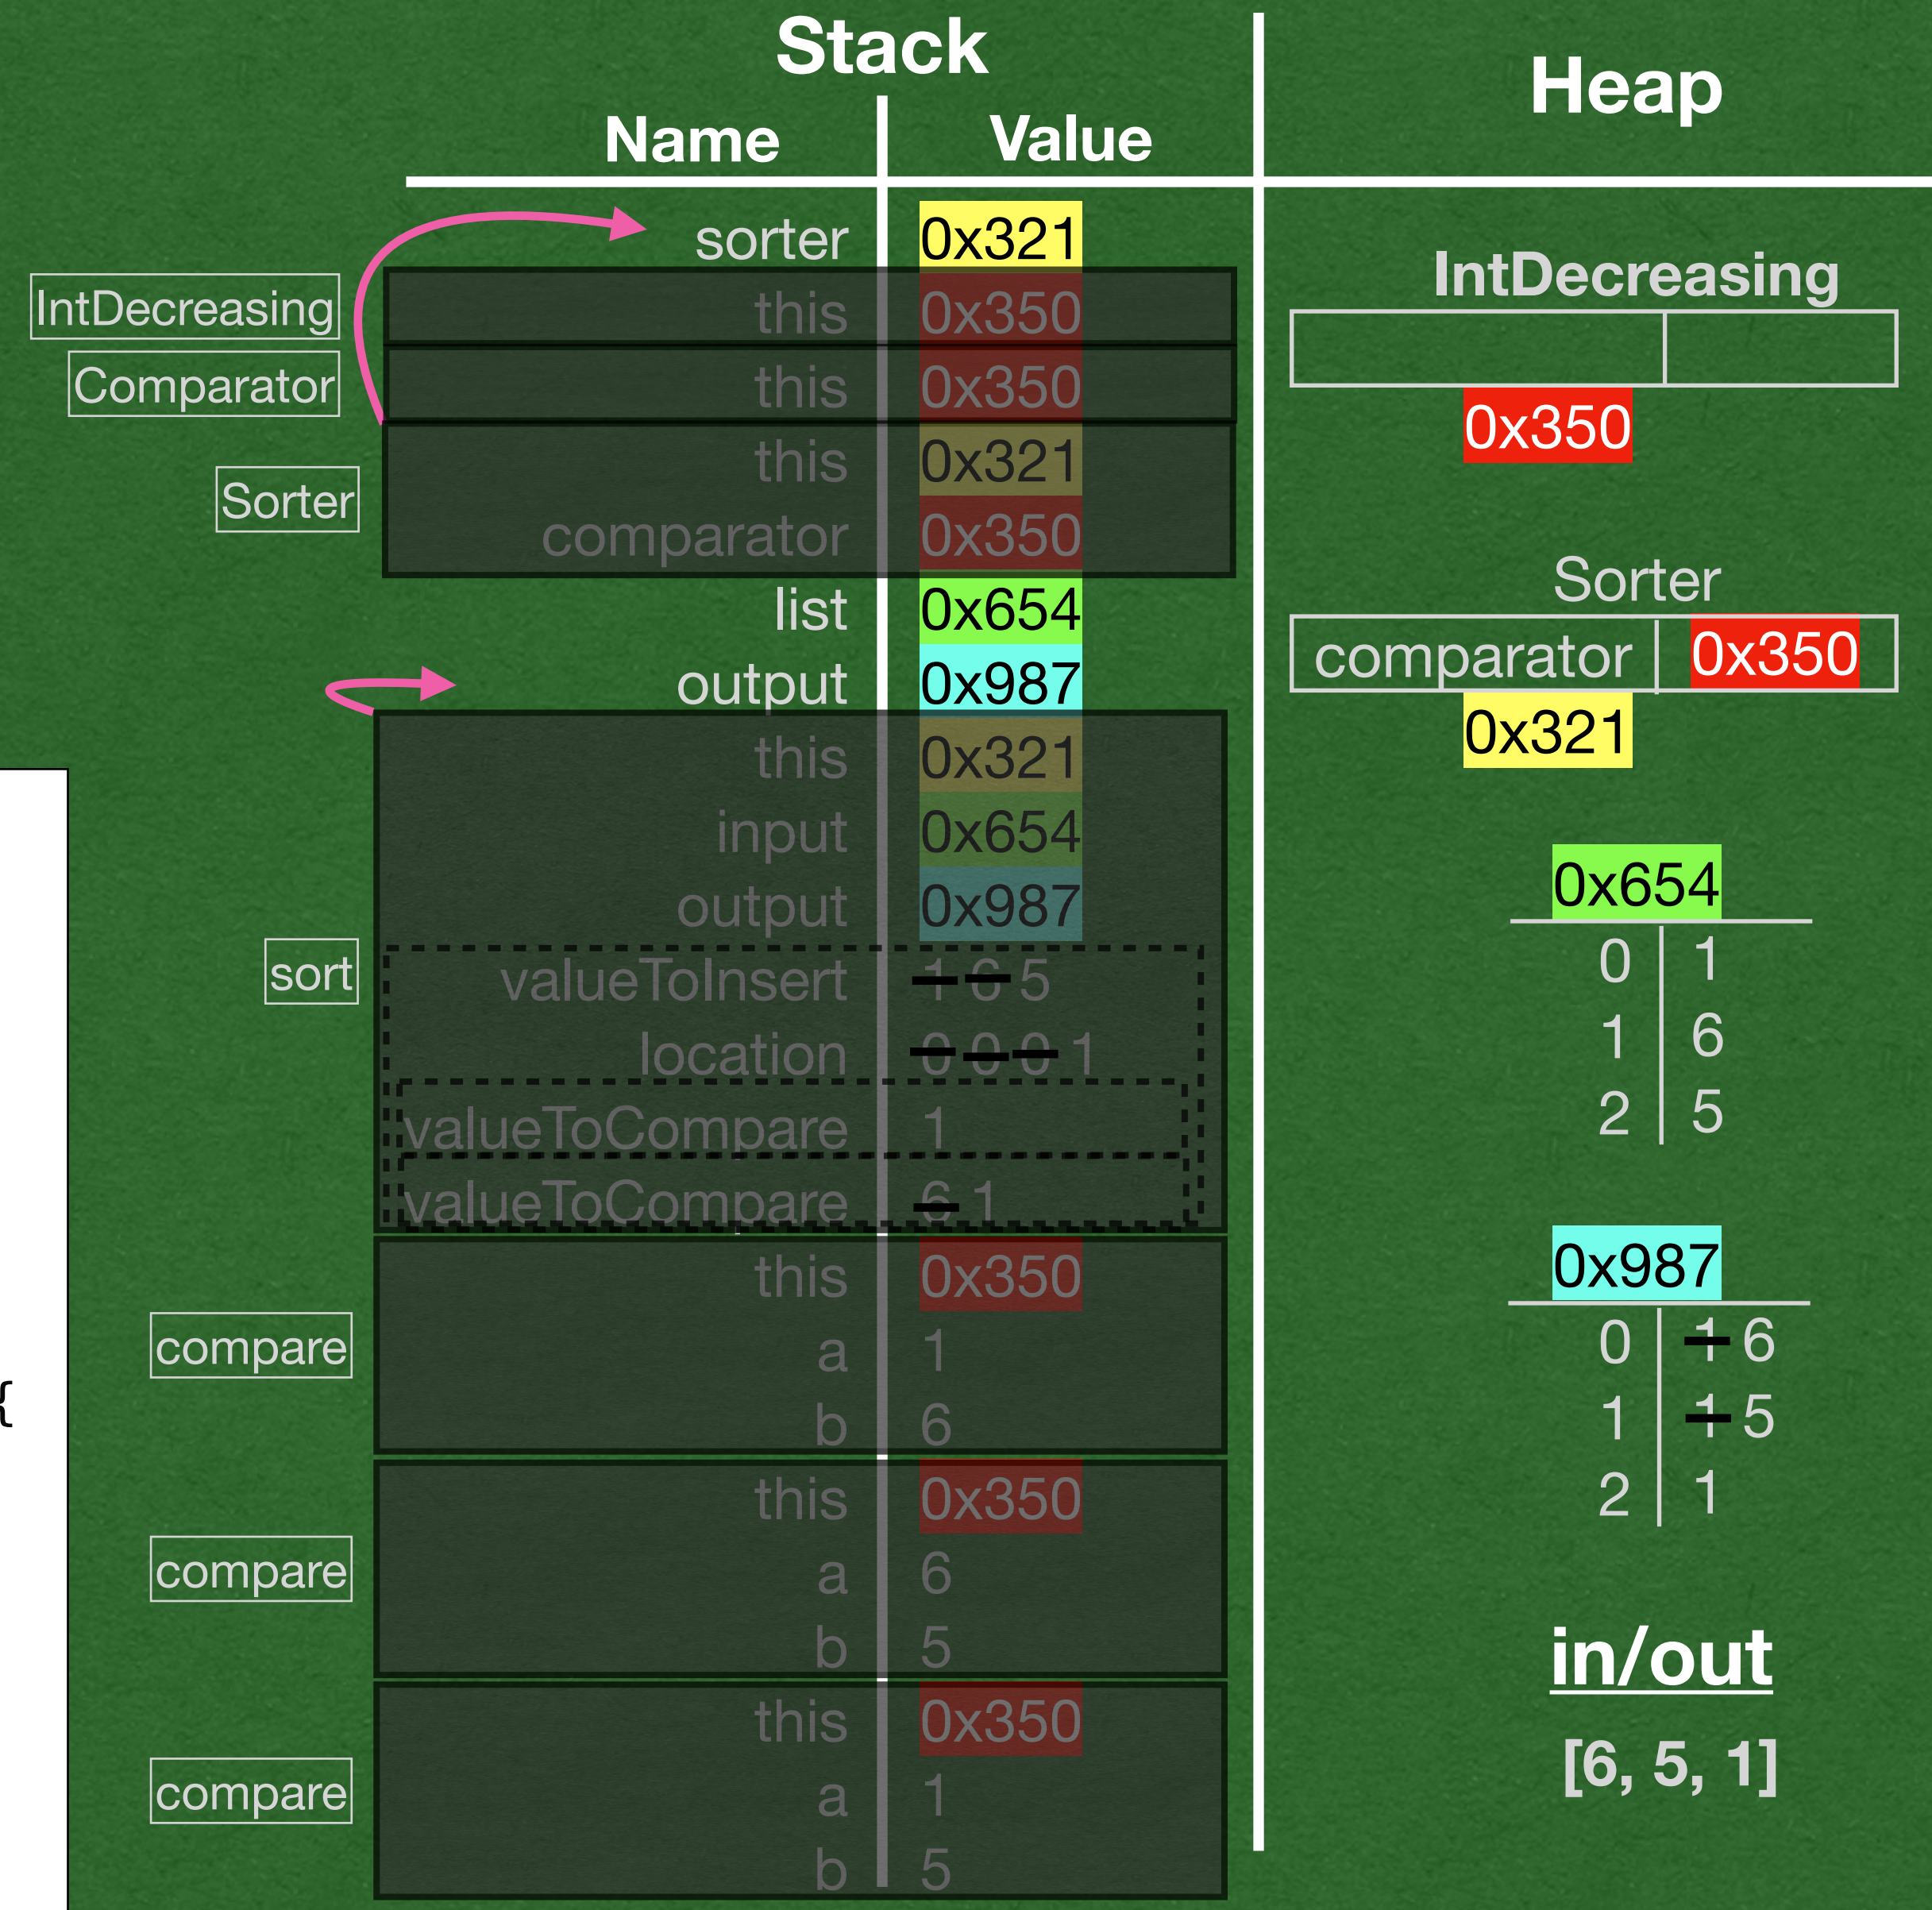 Stack
Heap
Name Value
sorter 0x321
IntDecreasing this 0x350
Comparator this 0x350
this 0x321
Sorter
comparator 0x350
list 0x654
output 0x987
this 0x321
input 0x654
output 0x987
sort valueToInsert 1 6 5
location 0 0 0 1
valueToCompare 1
valueToCompare 6 1
this 0x350
compare a 1
b 6
this 0x350
compare a 6
b 5
this 0x350
compare a 1
b 5
{
IntDecreasing
0x350
Sorter
comparator 0x350
0x321
0x654
0 1
1 6
2 5
0x987
0 1 6
1 1 5
2 1
in/out
[6, 5, 1]